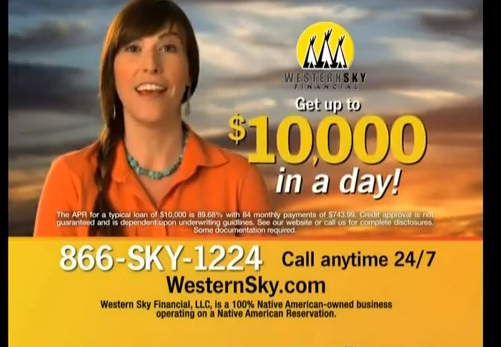 WESTERNSKY
FINANCIAL
Get up to
$10,000
in a day!
The APR for a typical loan of $10,000 is 89.68% with 84 monthly payments of $743.99. Credit approval is not
guaranteed and is dependent upon underwriting guidlines. See our website or call us for complete disclosures.
Some documentation required.
866-SKY-1224 Call anytime 24/7
WesternSky.com
Western Sky Financial, LLC, is a 100% Native American-owned business
operating on a Native American Reservation.